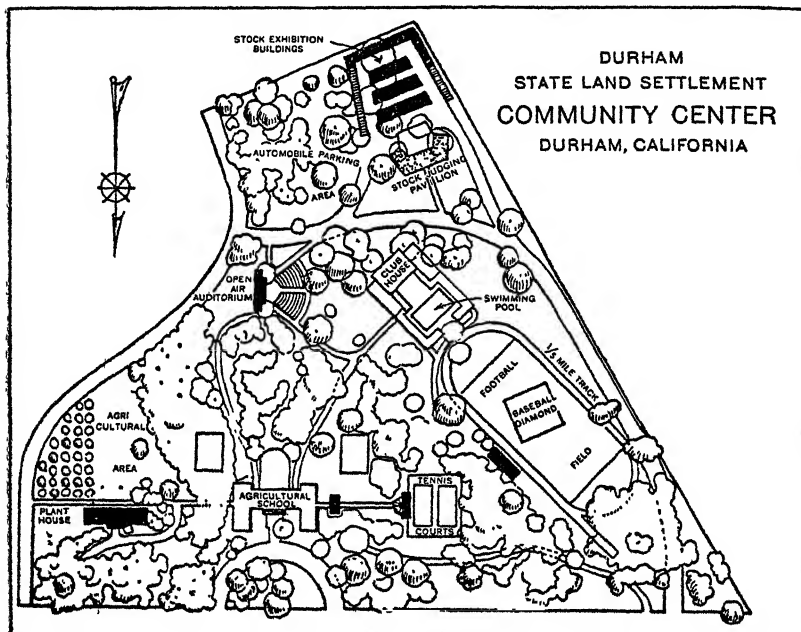 DURHAM
STATE LAND SETTLEMENT
COMMUNITY CENTER
DURHAM, CALIFORNIA
STOCK EXHIBITION
BUILDINGS
AUTOMOBILE PARKING
AREA
STOCK JUDGING
PAVILION
OPEN
AIR
AUDITORIUM
CLUB
HOUSE
SWIMMING
POOL
1/5 MILE TRACK
FOOTBALL
BASEBALL
DIAMOND
FIELD
AGRI
CULTURAL
AREA
PLANT
HOUSE
AGRICULTURAL
SCHOOL
TENNIS
COURTS